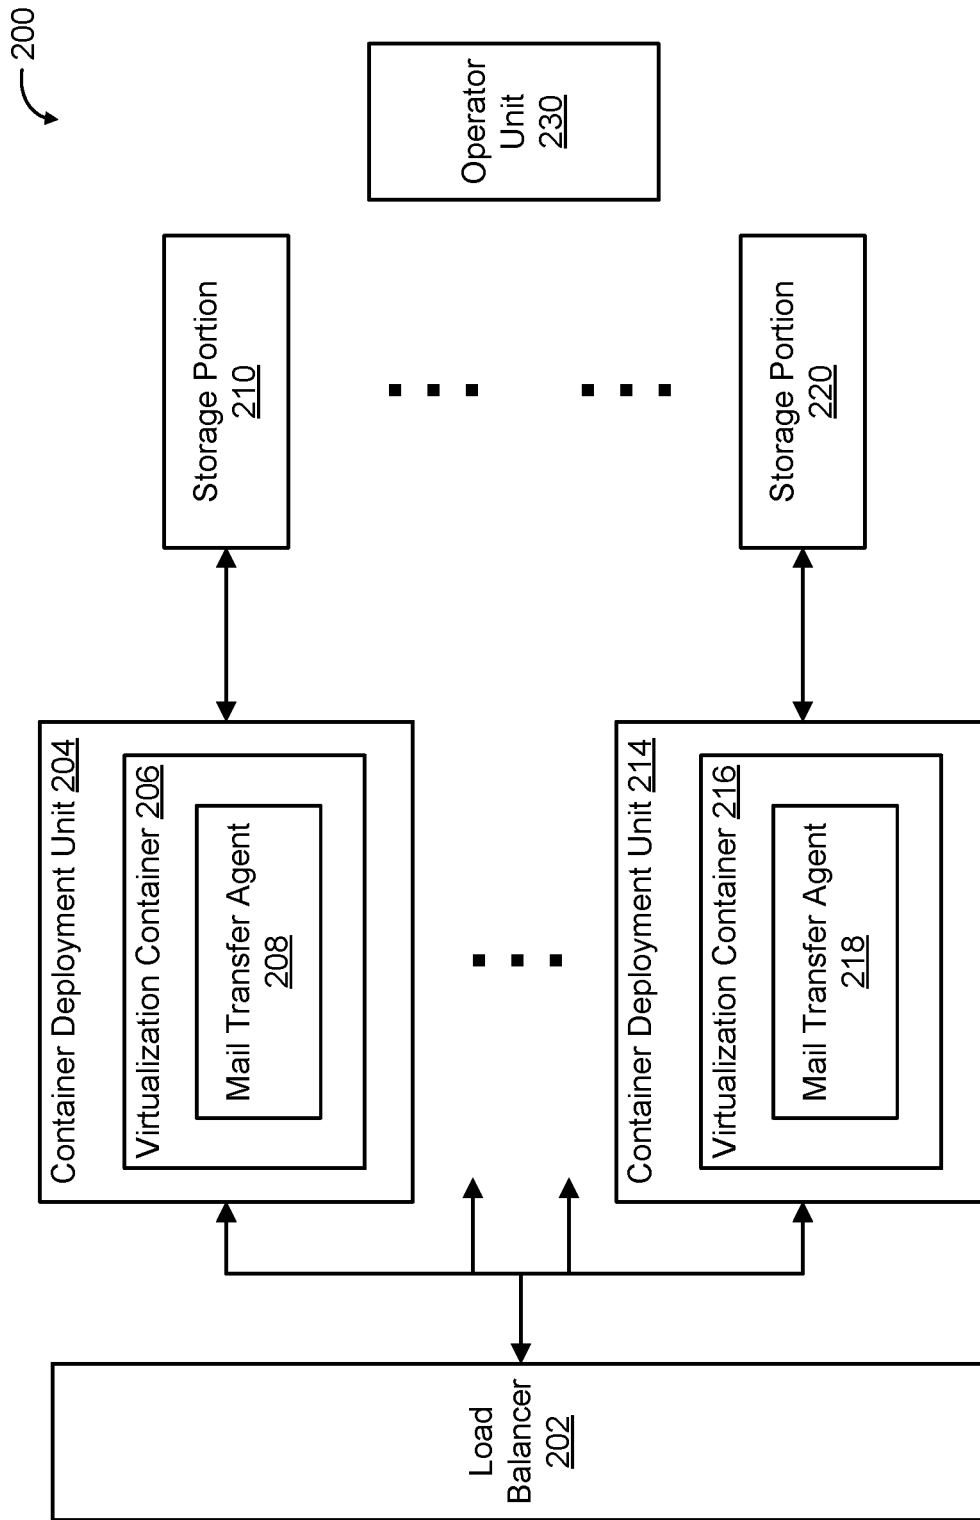 200
Container Deployment Unit 204
Virtualization Container 206
Mail Transfer Agent
208
Storage Portion
210
Load
Balancer
202
Operator
Unit
230
Container Deployment Unit 214
Virtualization Container 216
Mail Transfer Agent
218
Storage Portion
220